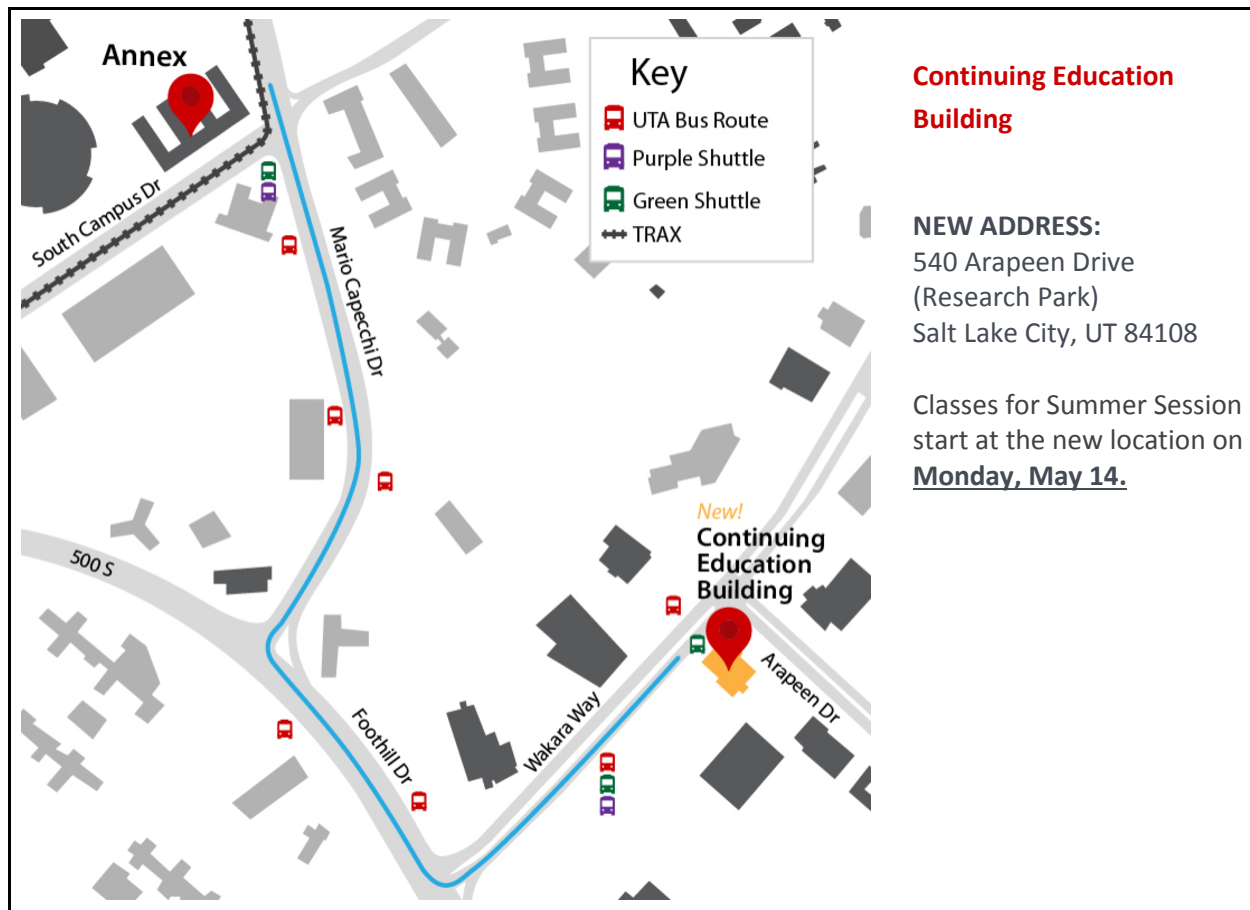 Annex
South Campus Dr
Mario Capecchi Dr
500 S
Foothill Dr
Wakara Way
Arapeen Dr
New!
Continuing
Education
Building
Key
UTA Bus Route
Purple Shuttle
Green Shuttle
TRAX
Continuing Education
Building
NEW ADDRESS:
540 Arapeen Drive
(Research Park)
Salt Lake City, UT 84108
Classes for Summer Session
start at the new location on
Monday, May 14.